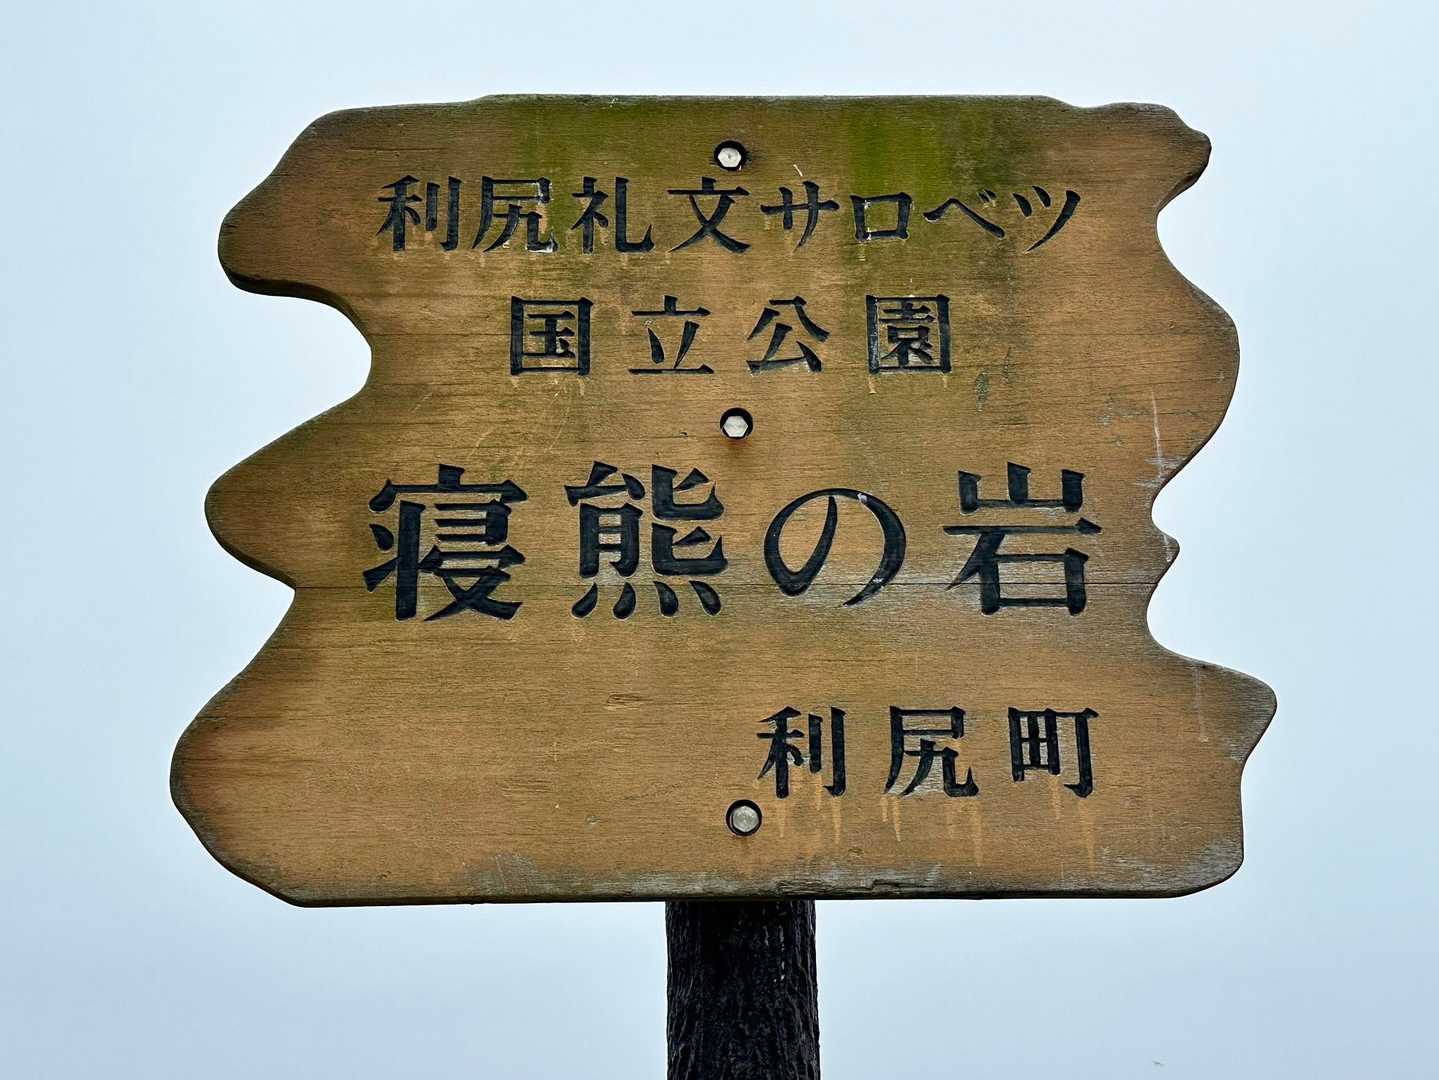 利尻礼文サロベツ
国立公園
寝熊の岩
利尻町